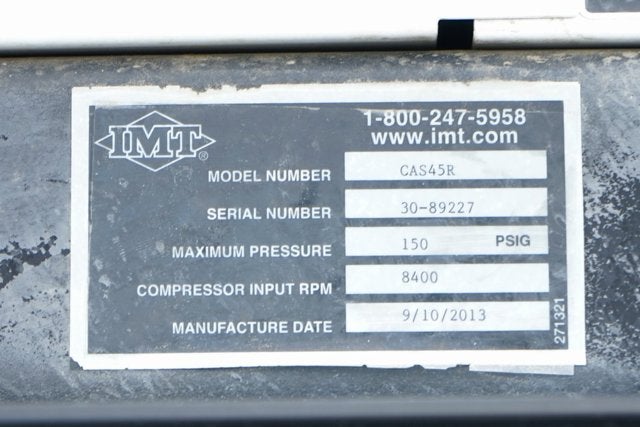 IMT®
1-800-247-5958
www.imt.com
MODEL NUMBER CAS45R
SERIAL NUMBER 30-89227
MAXIMUM PRESSURE 150 PSIG
COMPRESSOR INPUT RPM 8400
MANUFACTURE DATE 9/10/2013
271321